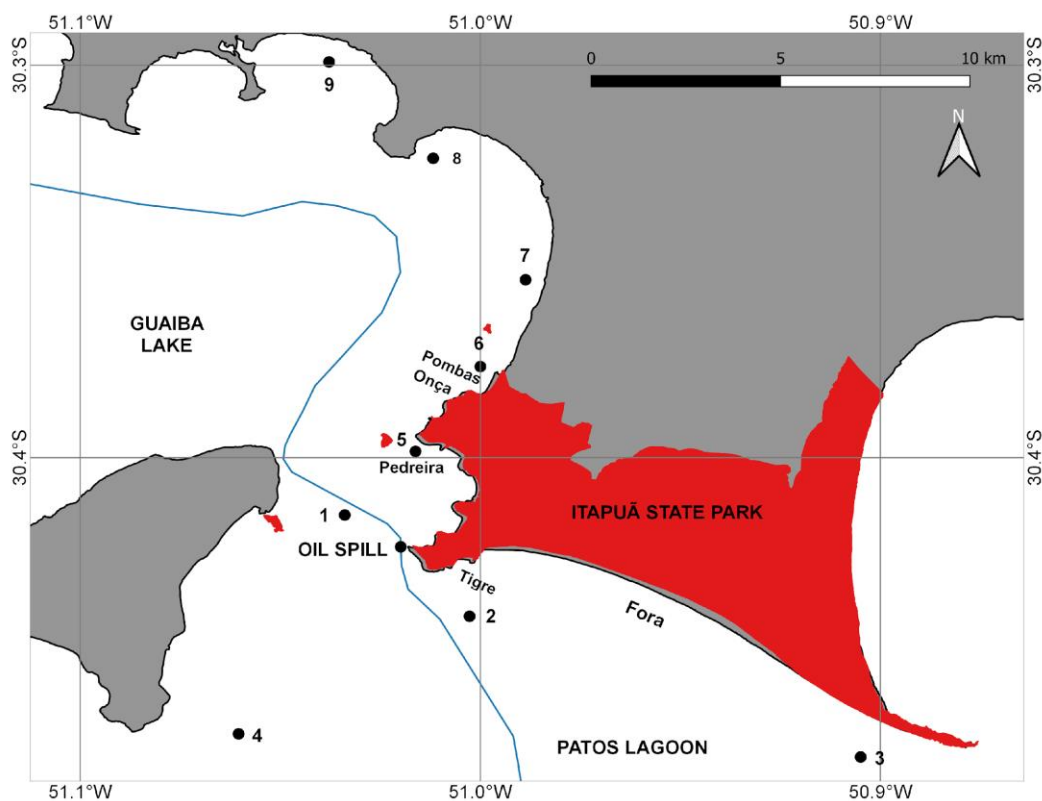 51.1°W
51.0°W
50.9°W
30.3°S
30.3°S
0
5
10 km
N
9
8
7
GUAIBA
LAKE
6
Pombas
Onça
5
Pedreira
30.4°S
30.4°S
1
ITAPUÃ STATE PARK
OIL SPILL
Tigre
2
Fora
4
PATOS LAGOON
3
51.1°W
51.0°W
50.9°W